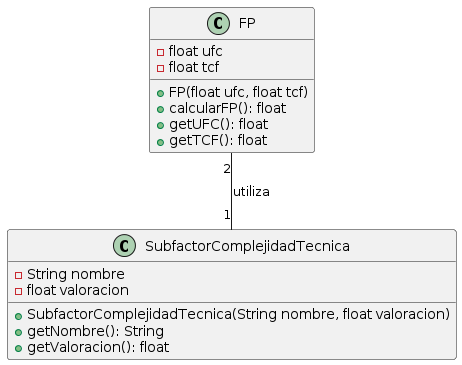 C FP
float ufc
float tcf
FP(float ufc, float tcf)
calcularFP(): float
getUFC(): float
getTCF(): float
2
utiliza
1
C SubfactorComplejidadTecnica
String nombre
float valoracion
SubfactorComplejidadTecnica(String nombre, float valoracion)
getNombre(): String
getValoracion(): float